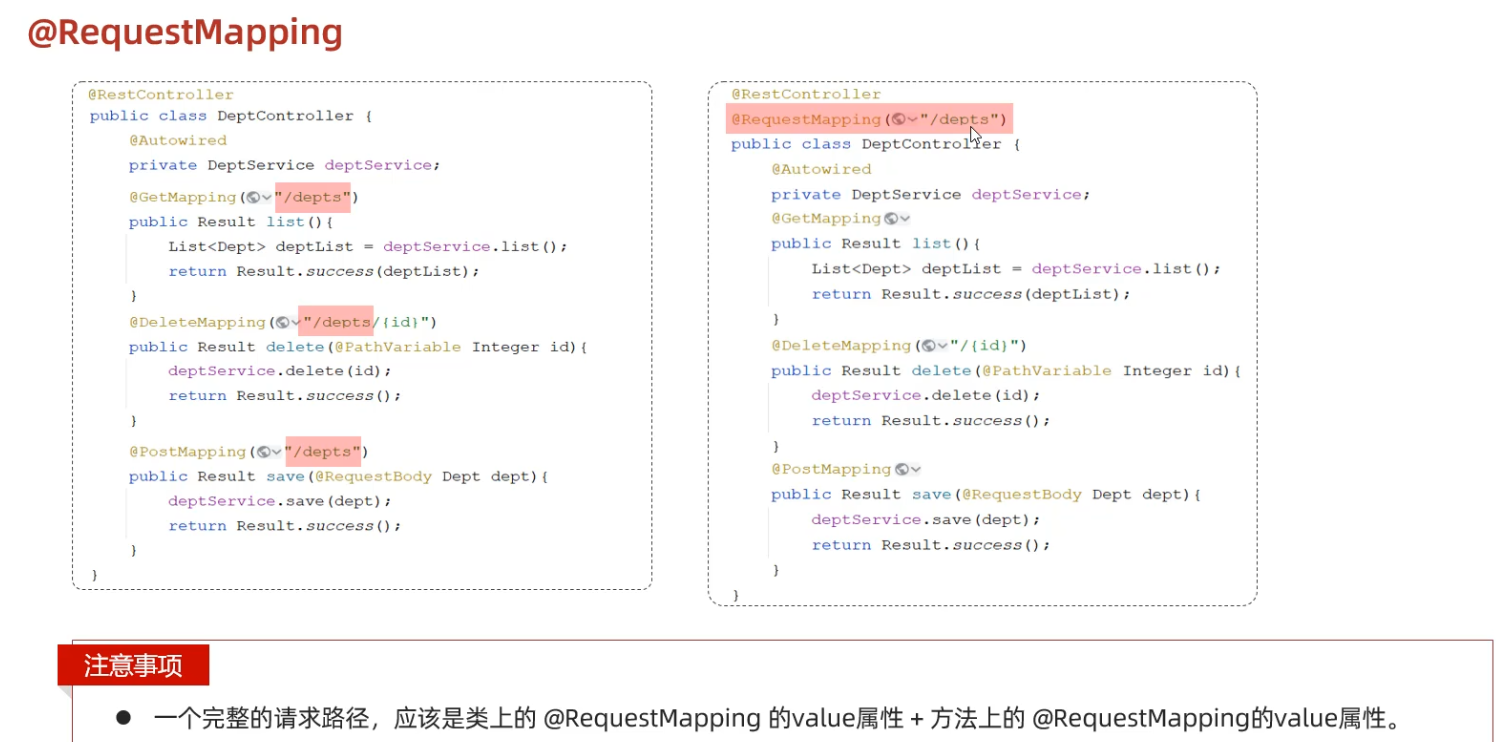 @RequestMapping
@RestController
public class DeptController {
@Autowired
private DeptService deptService;
@GetMapping("/depts")
public Result list(){
List<Dept> deptList = deptService.list();
return Result.success(deptList);
}
@DeleteMapping("/depts/{id}")
public Result delete(@PathVariable Integer id){
deptService.delete(id);
return Result.success();
}
@PostMapping("/depts")
public Result save(@RequestBody Dept dept){
deptService.save(dept);
return Result.success();
}
}
@RestController
@RequestMapping("/depts")
public class DeptController {
@Autowired
private DeptService deptService;
@GetMapping
public Result list(){
List<Dept> deptList = deptService.list();
return Result.success(deptList);
}
@DeleteMapping("/{id}")
public Result delete(@PathVariable Integer id){
deptService.delete(id);
return Result.success();
}
@PostMapping
public Result save(@RequestBody Dept dept){
deptService.save(dept);
return Result.success();
}
}
注意事项
● 一个完整的请求路径，应该是类上的 @RequestMapping 的value属性 + 方法上的 @RequestMapping的value属性。